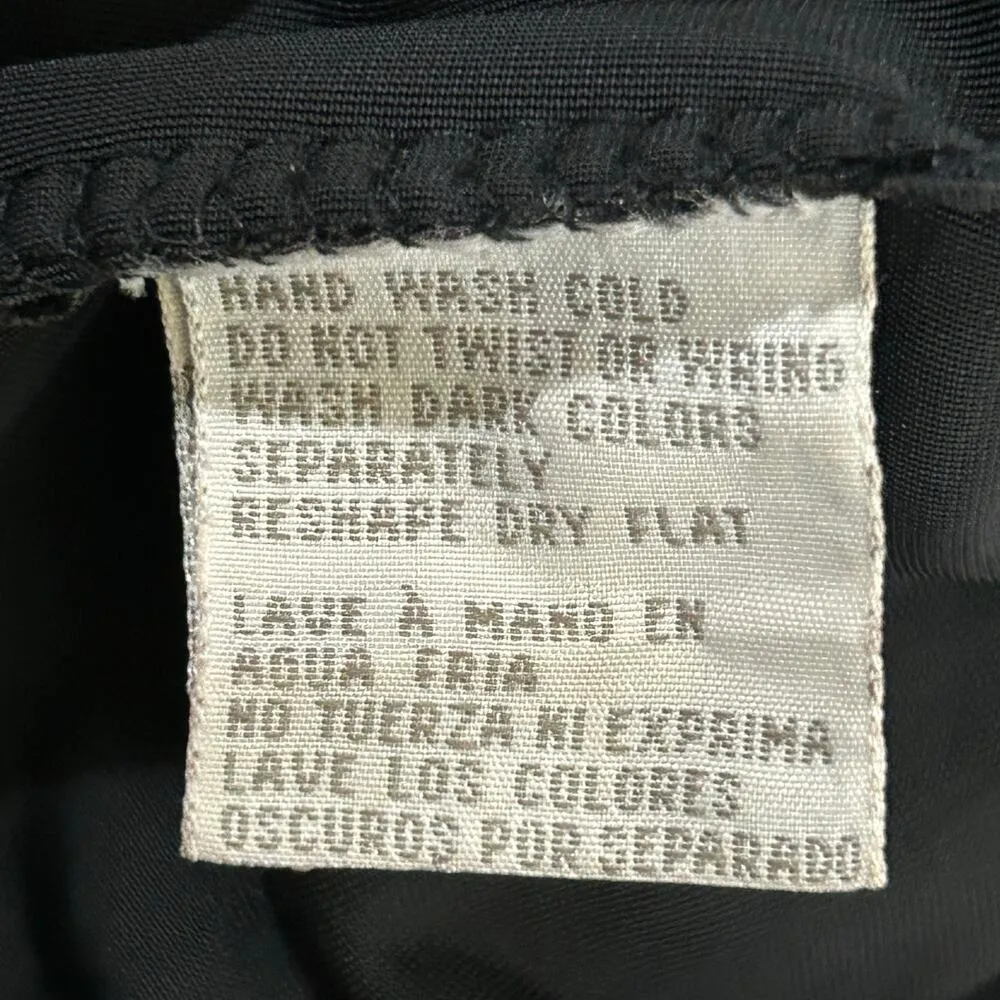 HAND WASH COLD
DO NOT TWIST OR WRING
WASH DARK COLORS
SEPARATELY
RESHAPE DRY FLAT
LAVE À MANO EN
AGUA FRIA
NO TUERZA NI EXPRIMA
LAVE LOS COLORES
OSCUROS POR SEPARADO